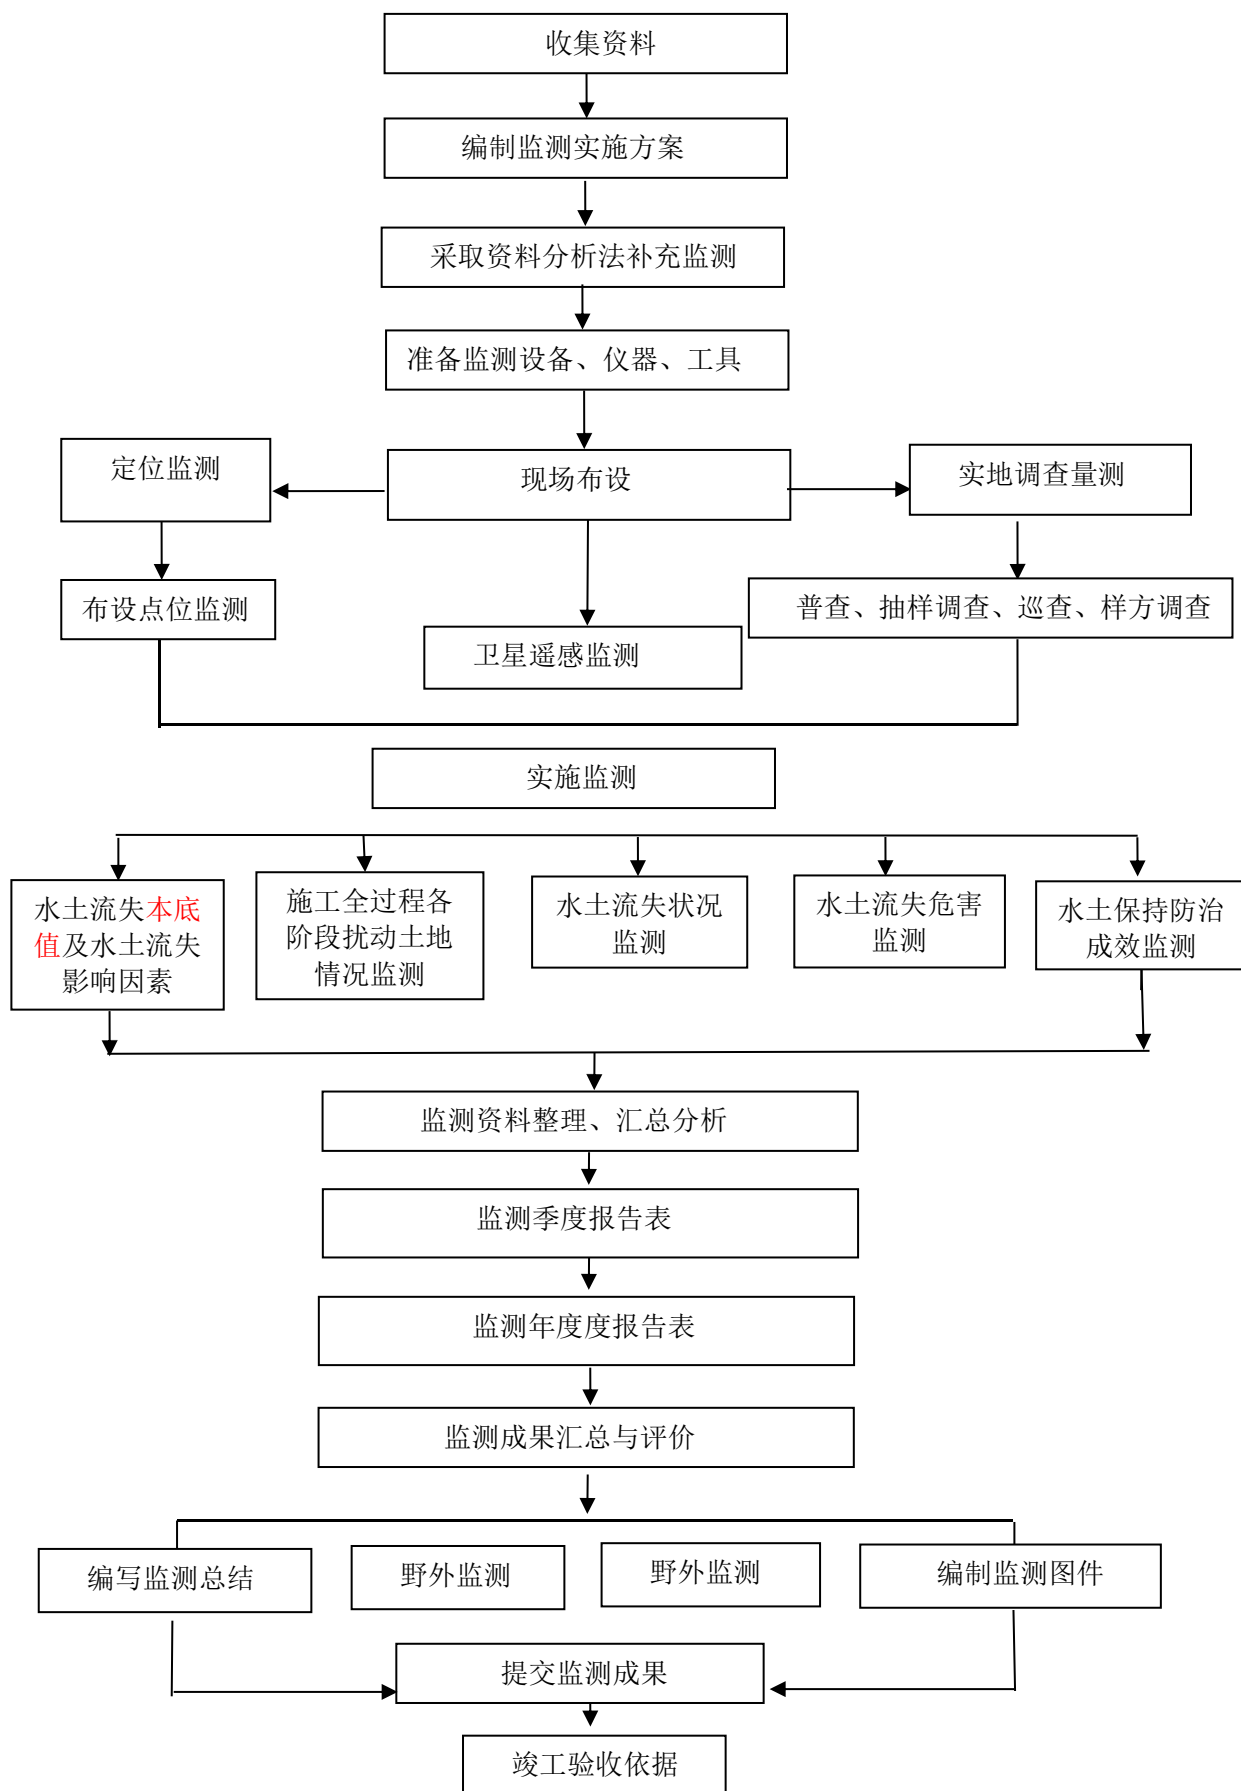 收集资料
编制监测实施方案
采取资料分析法补充监测
准备监测设备、仪器、工具
定位监测
现场布设
实地调查量测
布设点位监测
卫星遥感监测
普查、抽样调查、巡查、样方调查
实施监测
水土流失本底
值及水土流失
影响因素
施工全过程各
阶段扰动土地
情况监测
水土流失状况
监测
水土流失危害
监测
水土保持防治
成效监测
监测资料整理、汇总分析
监测季度报告表
监测年度度报告表
监测成果汇总与评价
编写监测总结
野外监测
野外监测
编制监测图件
提交监测成果
竣工验收依据